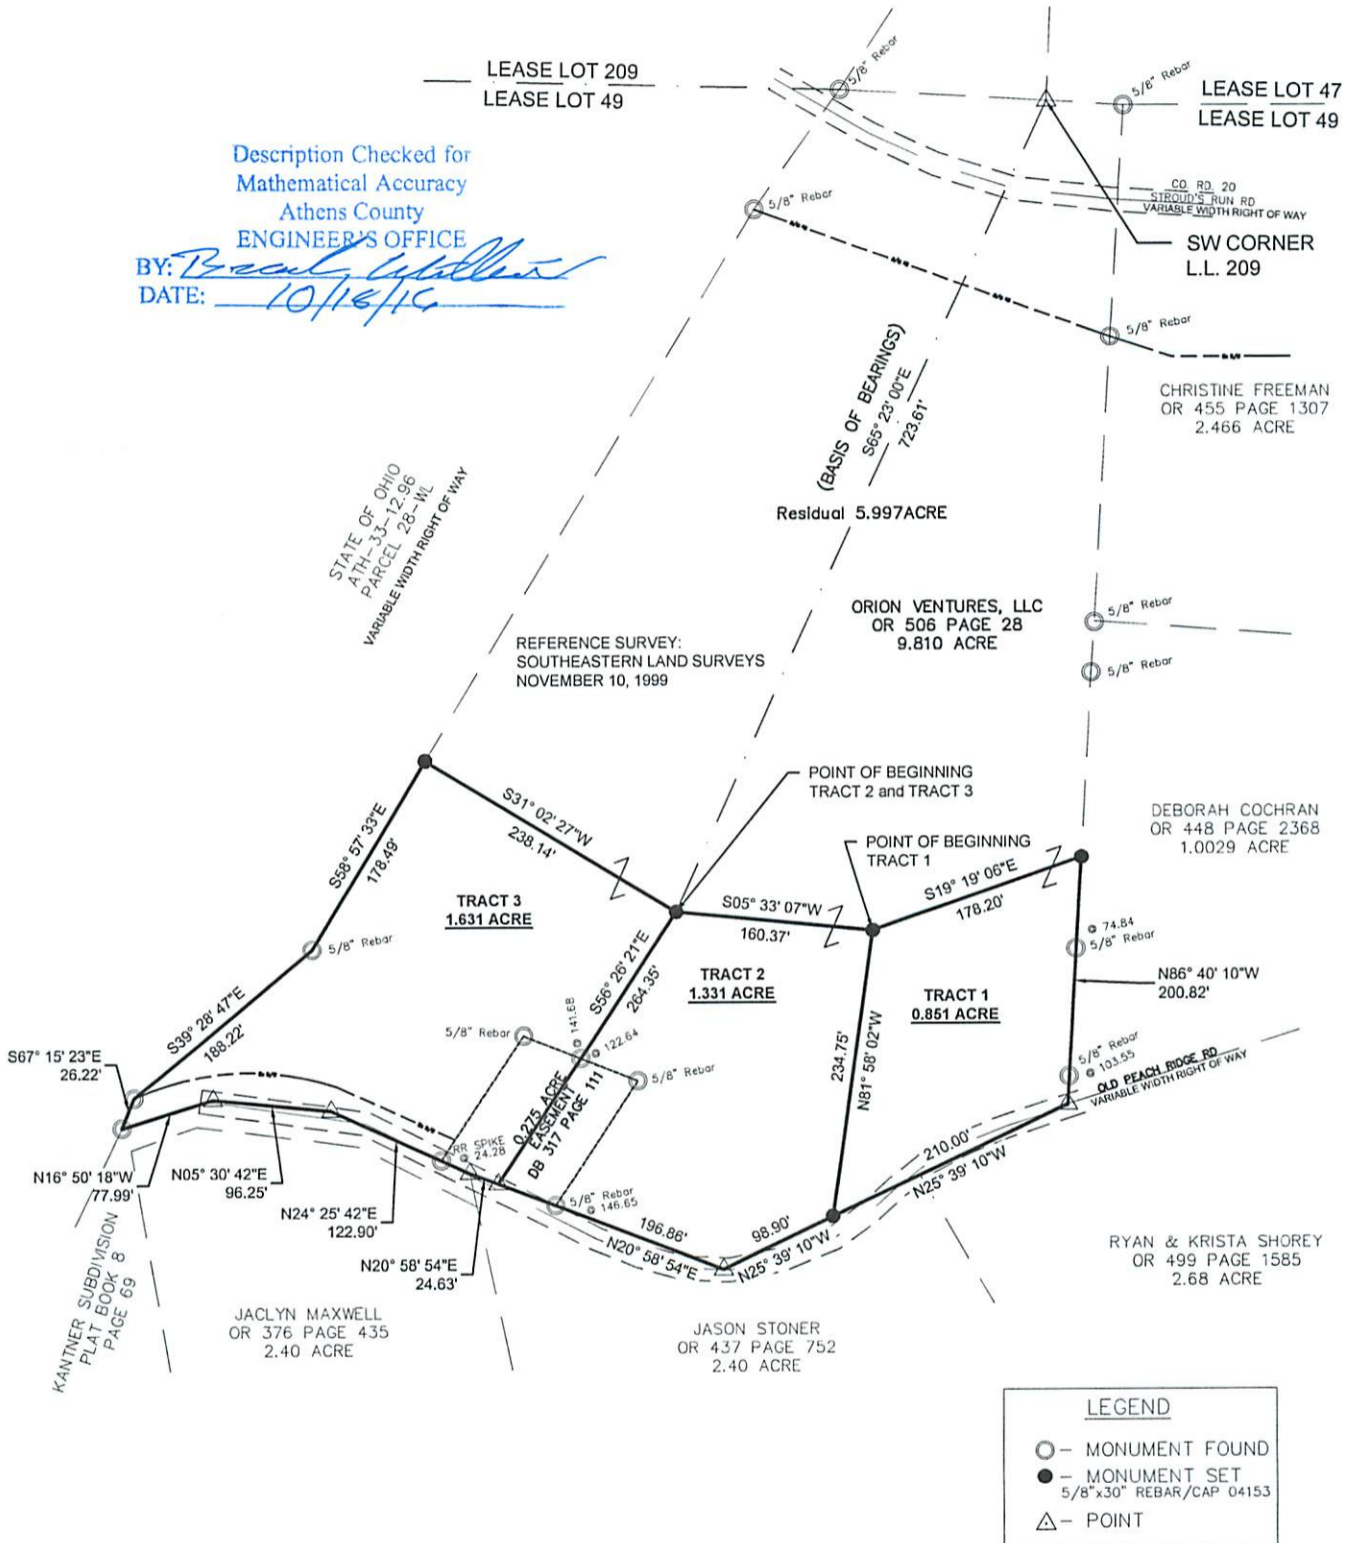 LEASE LOT 209
LEASE LOT 49
5/8" Rebar
5/8" Rebar
LEASE LOT 47
LEASE LOT 49
Description Checked for
Mathematical Accuracy
Athens County
ENGINEER'S OFFICE
BY:
DATE: 10/18/16
5/8" Rebar
CO. RD. 20
STROUD'S RUN RD
VARIABLE WIDTH RIGHT OF WAY
SW CORNER
L.L. 209
5/8" Rebar
CHRISTINE FREEMAN
OR 455 PAGE 1307
2.466 ACRE
(BASIS OF BEARINGS)
S65° 23' 00"E
723.61'
Residual 5.997ACRE
STATE OF OHIO
ATH-33-12.96
PARCEL 28-WL
VARIABLE WIDTH RIGHT OF WAY
ORION VENTURES, LLC
OR 506 PAGE 28
9.810 ACRE
5/8" Rebar
5/8" Rebar
REFERENCE SURVEY:
SOUTHEASTERN LAND SURVEYS
NOVEMBER 10, 1999
POINT OF BEGINNING
TRACT 2 and TRACT 3
POINT OF BEGINNING
TRACT 1
DEBORAH COCHRAN
OR 448 PAGE 2368
1.0029 ACRE
S31° 02' 27"W
238.14'
S58° 57' 33"E
178.49'
TRACT 3
1.631 ACRE
S05° 33' 07"W
160.37'
S19° 19' 06"E
178.20'
5/8" Rebar
@ 74.84
5/8" Rebar
N86° 40' 10"W
200.82'
S56° 26' 21"E
264.35'
TRACT 2
1.331 ACRE
TRACT 1
0.851 ACRE
N81° 58' 02"W
234.75'
S39° 28' 47"E
188.22'
5/8" Rebar
@ 141.68
@ 122.64
5/8" Rebar
5/8" Rebar
@ 103.55
OLD PEACH RIDGE RD
VARIABLE WIDTH RIGHT OF WAY
S67° 15' 23"E
26.22'
0.275 ACRE
EASEMENT
DB 317 PAGE 111
RR SPIKE
@ 24.28
N16° 50' 18"W
77.99'
N05° 30' 42"E
96.25'
N24° 25' 42"E
122.90'
N20° 58' 54"E
24.63'
5/8" Rebar
@ 146.65
196.86'
N20° 58' 54"E
98.90'
N25° 39' 10"W
210.00'
N25° 39' 10"W
RYAN & KRISTA SHOREY
OR 499 PAGE 1585
2.68 ACRE
KANTNER SUBDIVISION
PLAT BOOK 8
PAGE 69
JACLYN MAXWELL
OR 376 PAGE 435
2.40 ACRE
JASON STONER
OR 437 PAGE 752
2.40 ACRE
LEGEND
- MONUMENT FOUND
- MONUMENT SET
5/8"x30" REBAR/CAP 04153
- POINT